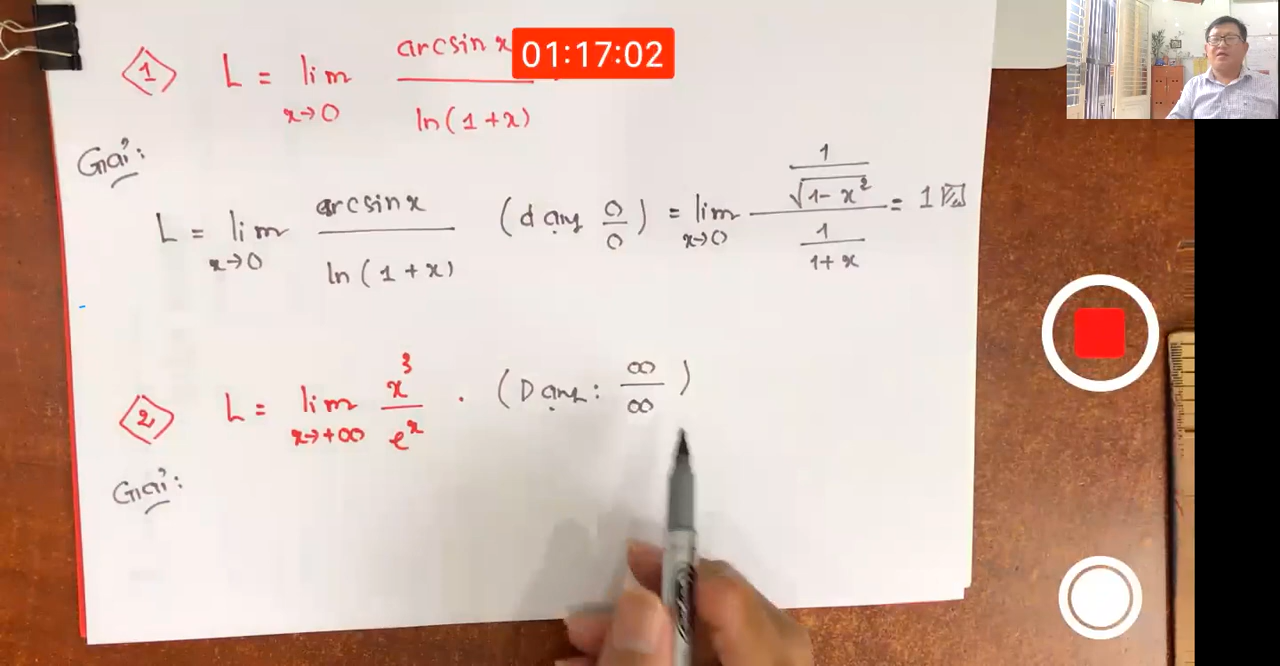 01:17:02
1 L = lim x→0 arcsin x / ln(1+x)
Giải:
L = lim x→0 arcsin x / ln(1+x) (dạng 0/0) = lim x→0 (1/√(1-x²)) / (1/(1+x)) = 1
2 L = lim x→+∞ x³/eˣ . (Dạng: ∞/∞)
Giải: